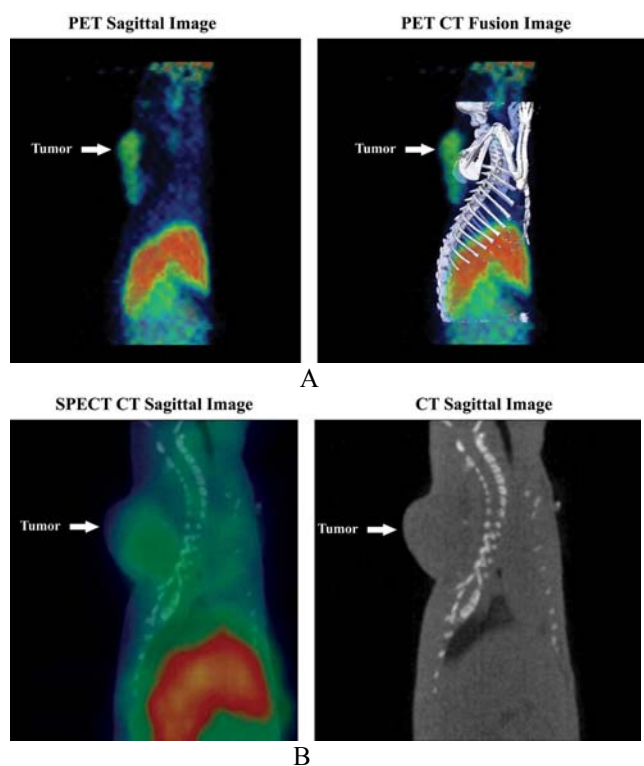 PET Sagittal Image
PET CT Fusion Image
Tumor
Tumor
A
SPECT CT Sagittal Image
CT Sagittal Image
Tumor
Tumor
B